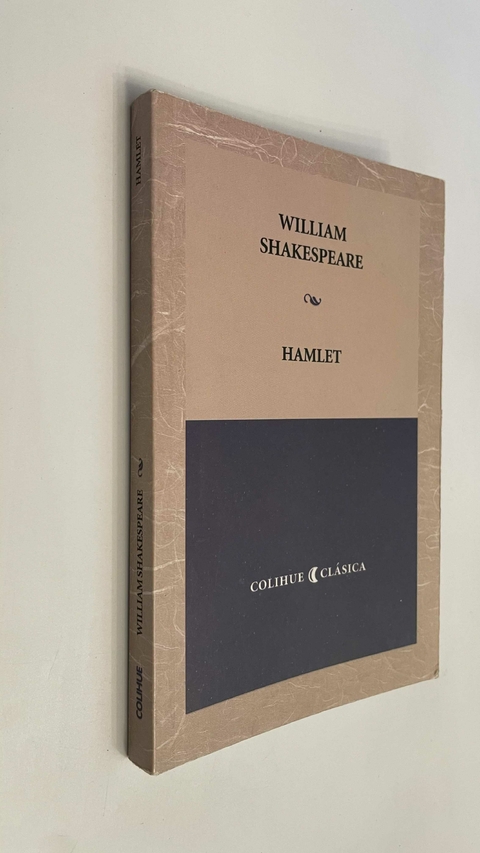 WILLIAM
SHAKESPEARE
HAMLET
COLIHUE CLÁSICA
HAMLET
WILLIAM SHAKESPEARE
COLIHUE